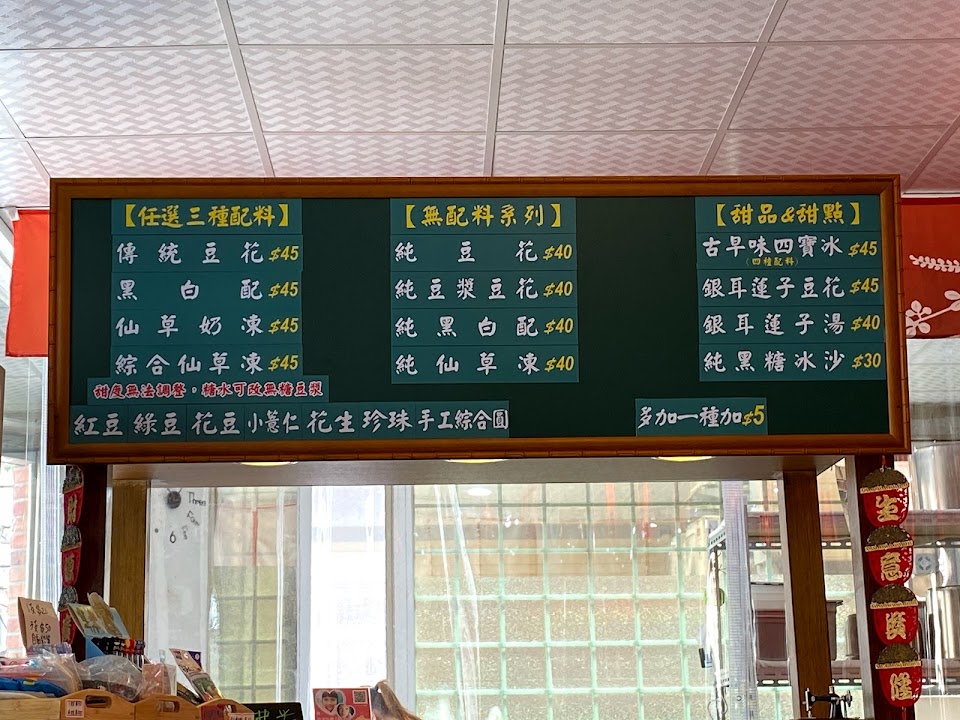 【任選三種配料】
傳統豆花$45
黑白配$45
仙草奶凍$45
綜合仙草凍$45
甜度無法調整,糖水可改無糖豆漿
紅豆 綠豆 花豆 小薏仁 花生 珍珠 手工綜合圓
【無配料系列】
純豆花$40
純豆漿豆花$40
純黑白配$40
純仙草凍$40
【甜品&甜點】
古早味四寶冰$45
(四種配料)
銀耳蓮子豆花$45
銀耳蓮子湯$40
純黑糖冰沙$30
多加一種加$5
生意興隆